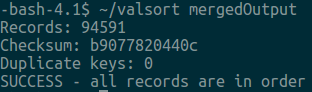 -bash-4.1$ ~/valsort mergedOutput
Records: 94591
Checksum: b9077820440c
Duplicate keys: 0
SUCCESS - all records are in order